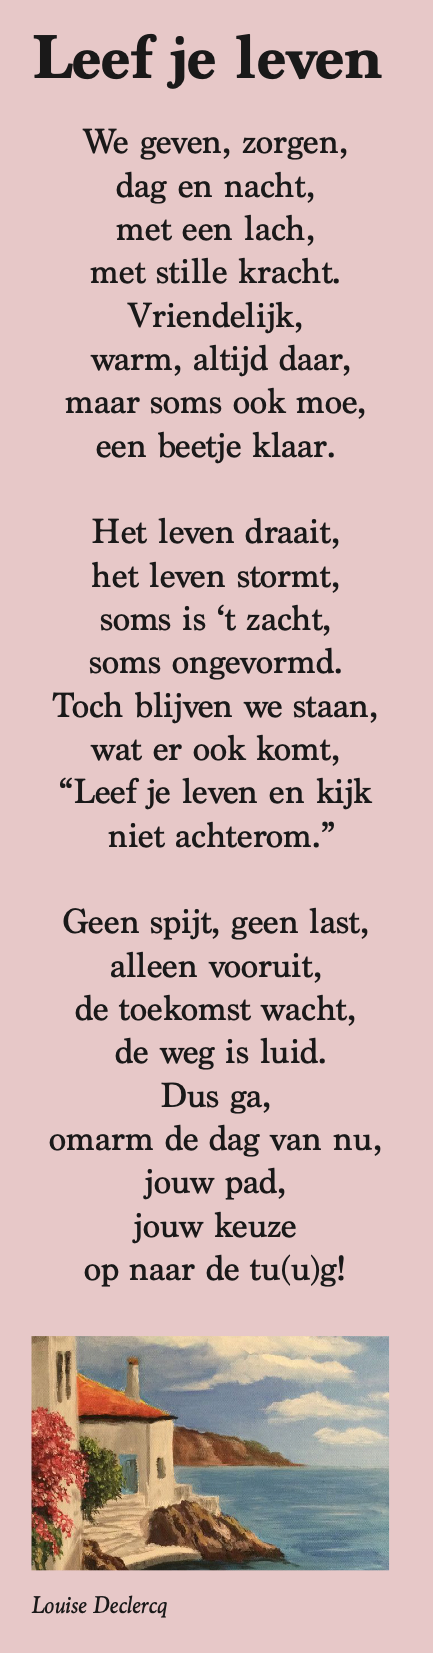 Leef je leven
We geven, zorgen,
dag en nacht,
met een lach,
met stille kracht.
Vriendelijk,
warm, altijd daar,
maar soms ook moe,
een beetje klaar.
Het leven draait,
het leven stormt,
soms is ‘t zacht,
soms ongevormd.
Toch blijven we staan,
wat er ook komt,
“Leef je leven en kijk
niet achterom.”
Geen spijt, geen last,
alleen vooruit,
de toekomst wacht,
de weg is luid.
Dus ga,
omarm de dag van nu,
jouw pad,
jouw keuze
op naar de tu(u)g!
Louise Declercq